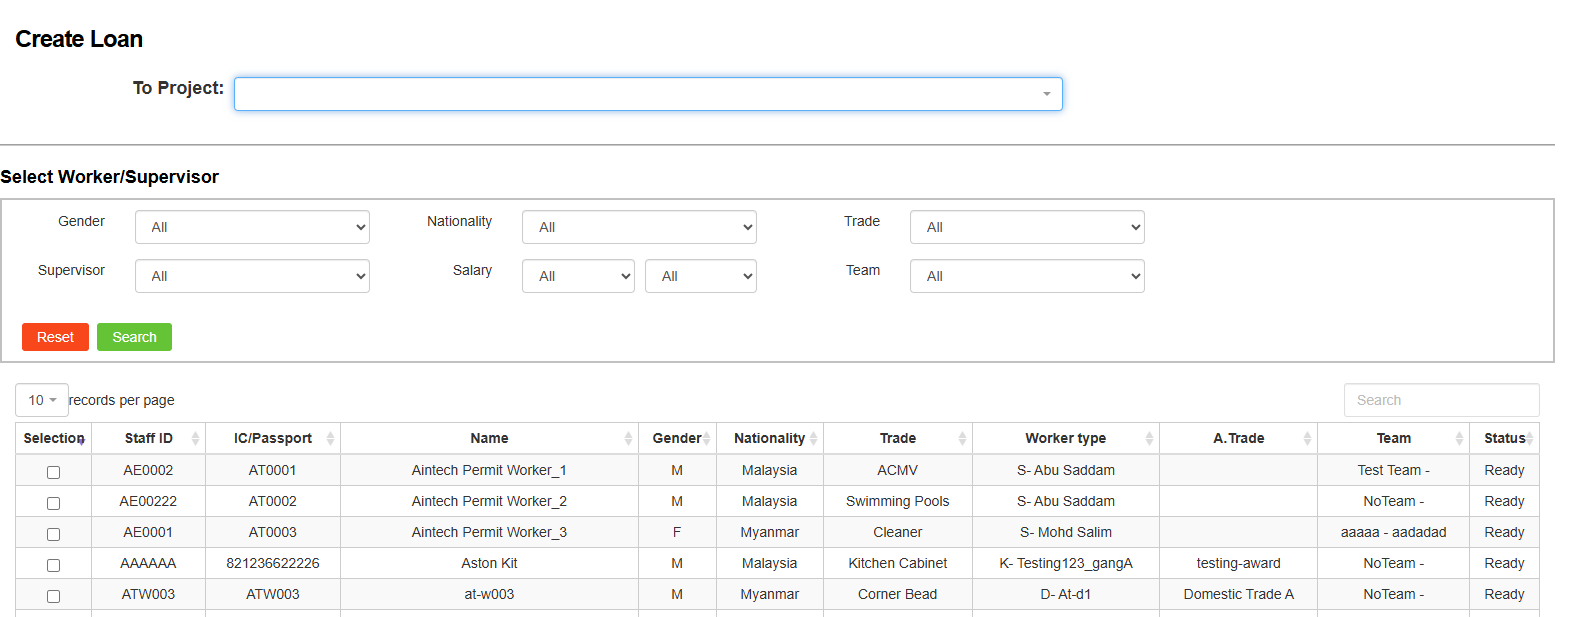 Create Loan
To Project:
Select Worker/Supervisor
Gender All Nationality All Trade All
Supervisor All Salary All All Team All
Reset Search
10 records per page Search
Selection Staff ID IC/Passport Name Gender Nationality Trade Worker type A.Trade Team Status
AE0002 AT0001 Aintech Permit Worker_1 M Malaysia ACMV S- Abu Saddam Test Team - Ready
AE00222 AT0002 Aintech Permit Worker_2 M Malaysia Swimming Pools S- Abu Saddam NoTeam - Ready
AE0001 AT0003 Aintech Permit Worker_3 F Myanmar Cleaner S- Mohd Salim aaaaa - aadadad Ready
AAAAAA 821236622226 Aston Kit M Malaysia Kitchen Cabinet K- Testing123_gangA testing-award NoTeam - Ready
ATW003 ATW003 at-w003 M Myanmar Corner Bead D- At-d1 Domestic Trade A NoTeam - Ready